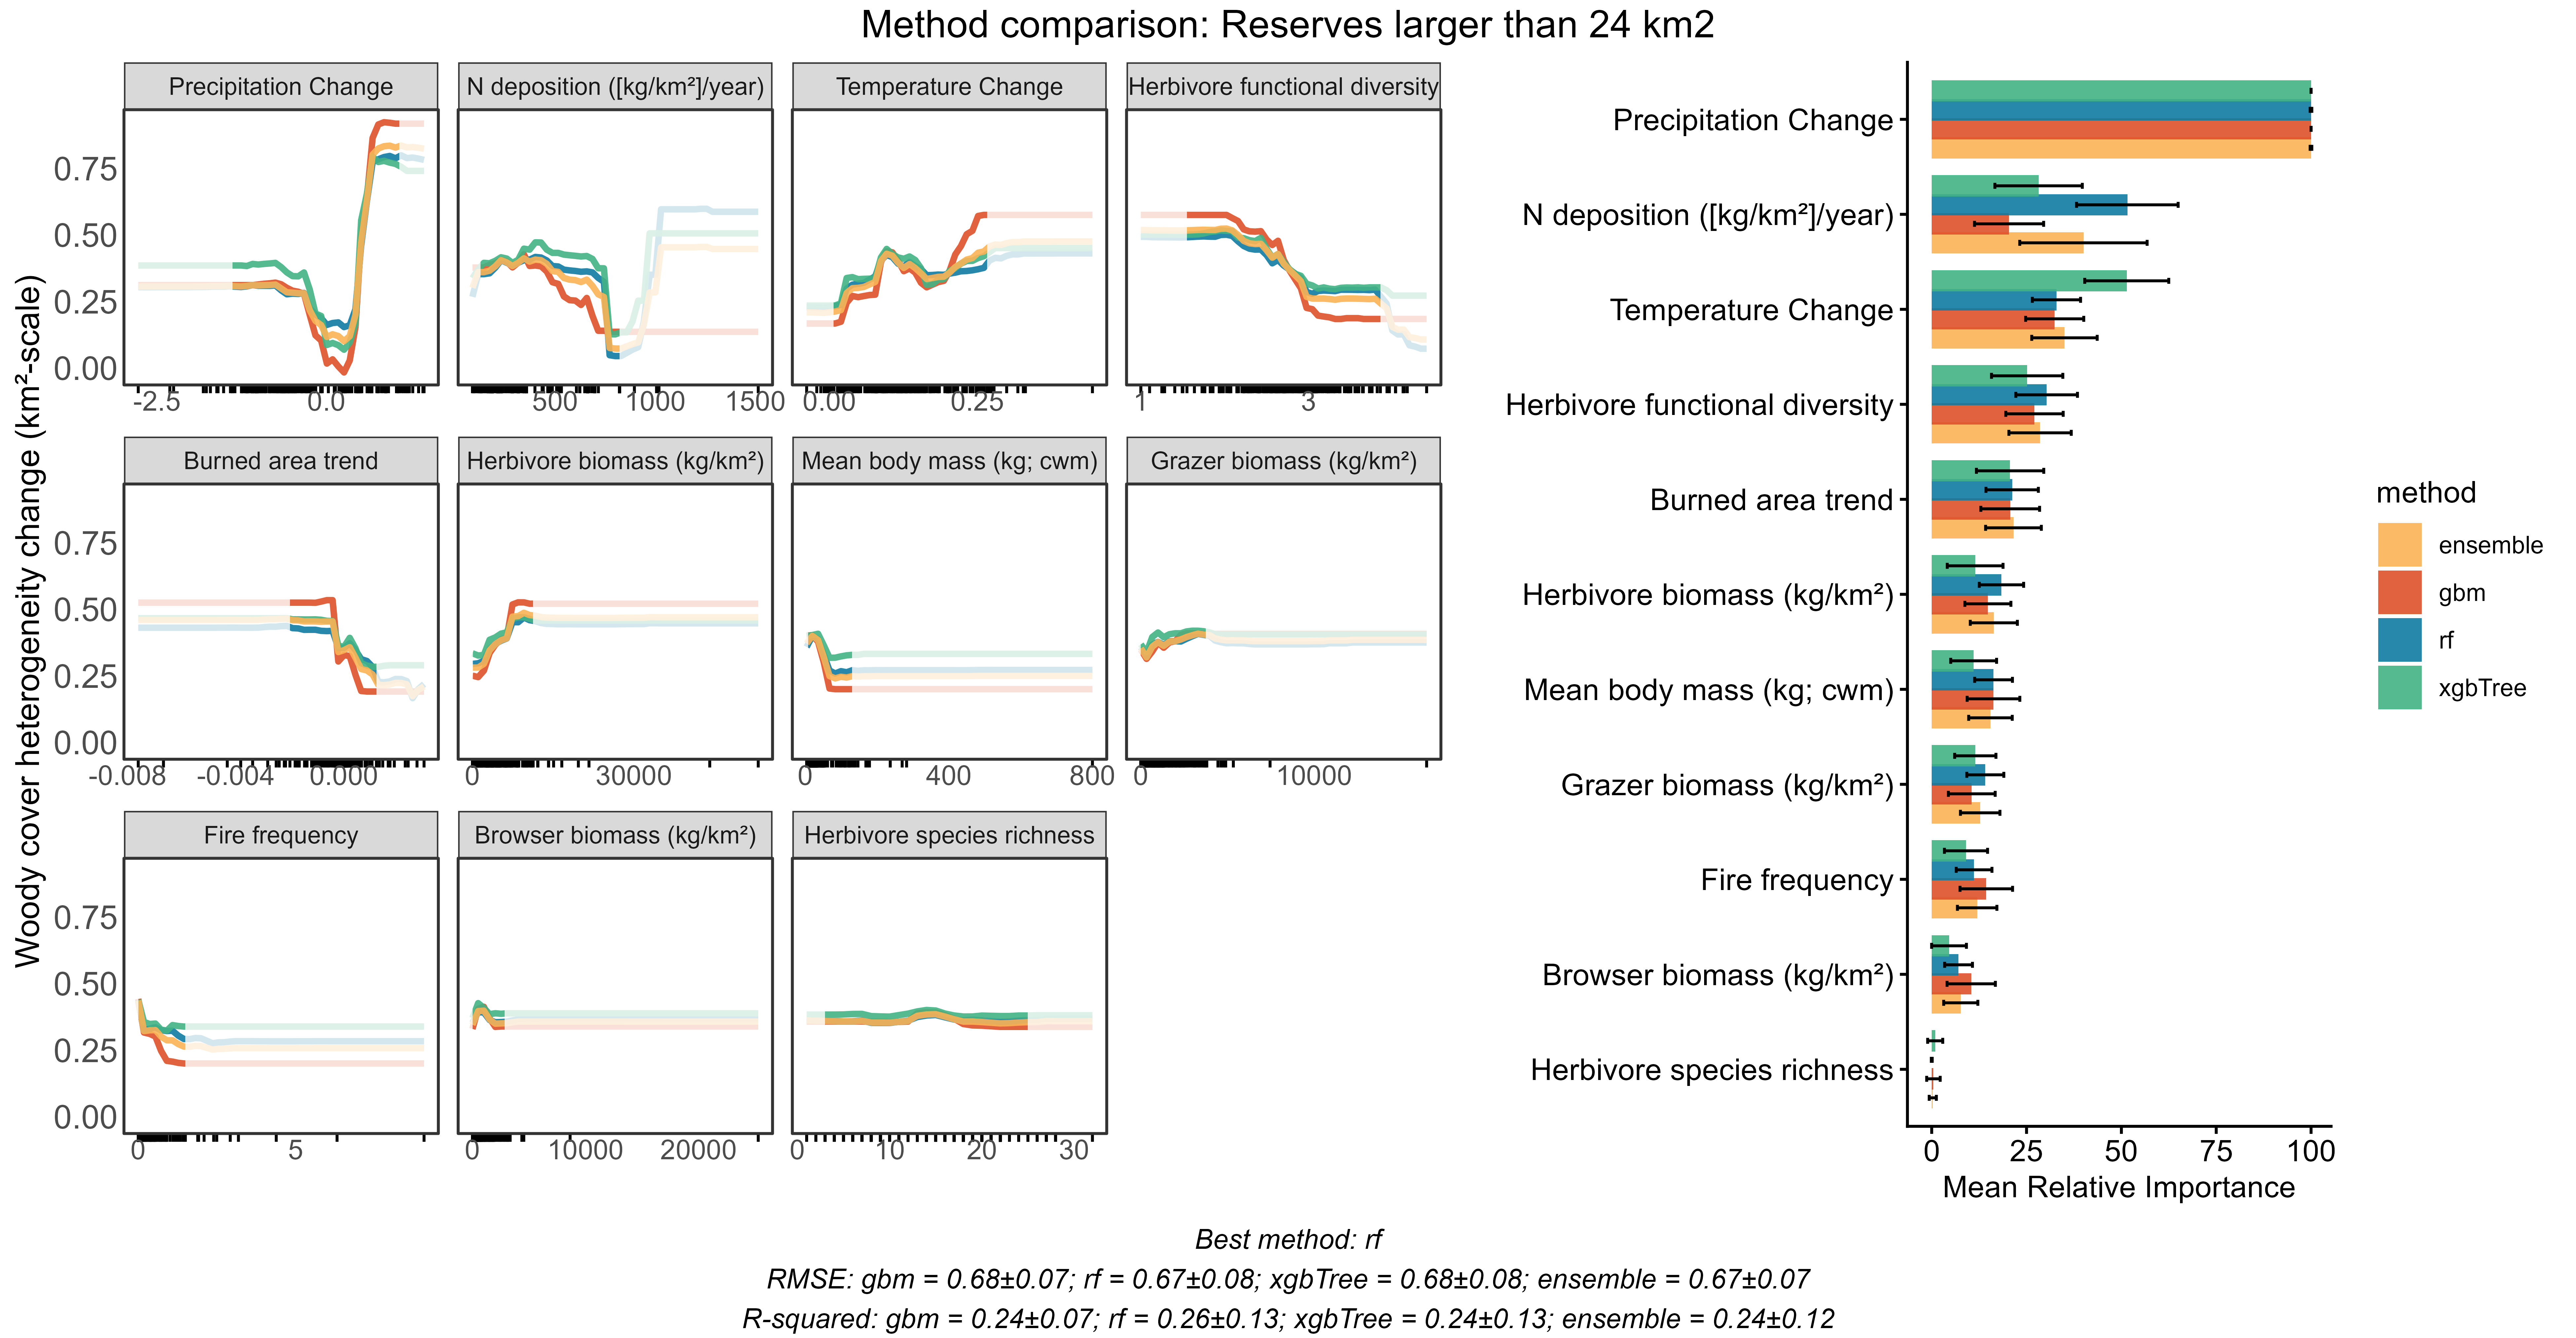 Method comparison: Reserves larger than 24 km2
Woody cover heterogeneity change (km²-scale)
Precipitation Change
N deposition ([kg/km²]/year)
Temperature Change
Herbivore functional diversity
0.75
0.50
0.25
0.00
-2.5 0.0
500 1000 1500
0.00 0.25
1 3
Burned area trend
Herbivore biomass (kg/km²)
Mean body mass (kg; cwm)
Grazer biomass (kg/km²)
0.75
0.50
0.25
0.00
-0.008 -0.004 0.000
0 30000
0 400 800
0 10000
Fire frequency
Browser biomass (kg/km²)
Herbivore species richness
0.75
0.50
0.25
0.00
0 5
0 10000 20000
0 10 20 30
Precipitation Change
N deposition ([kg/km²]/year)
Temperature Change
Herbivore functional diversity
Burned area trend
Herbivore biomass (kg/km²)
Mean body mass (kg; cwm)
Grazer biomass (kg/km²)
Fire frequency
Browser biomass (kg/km²)
Herbivore species richness
0 25 50 75 100
Mean Relative Importance
method
ensemble
gbm
rf
xgbTree
Best method: rf
RMSE: gbm = 0.68±0.07; rf = 0.67±0.08; xgbTree = 0.68±0.08; ensemble = 0.67±0.07
R-squared: gbm = 0.24±0.07; rf = 0.26±0.13; xgbTree = 0.24±0.13; ensemble = 0.24±0.12